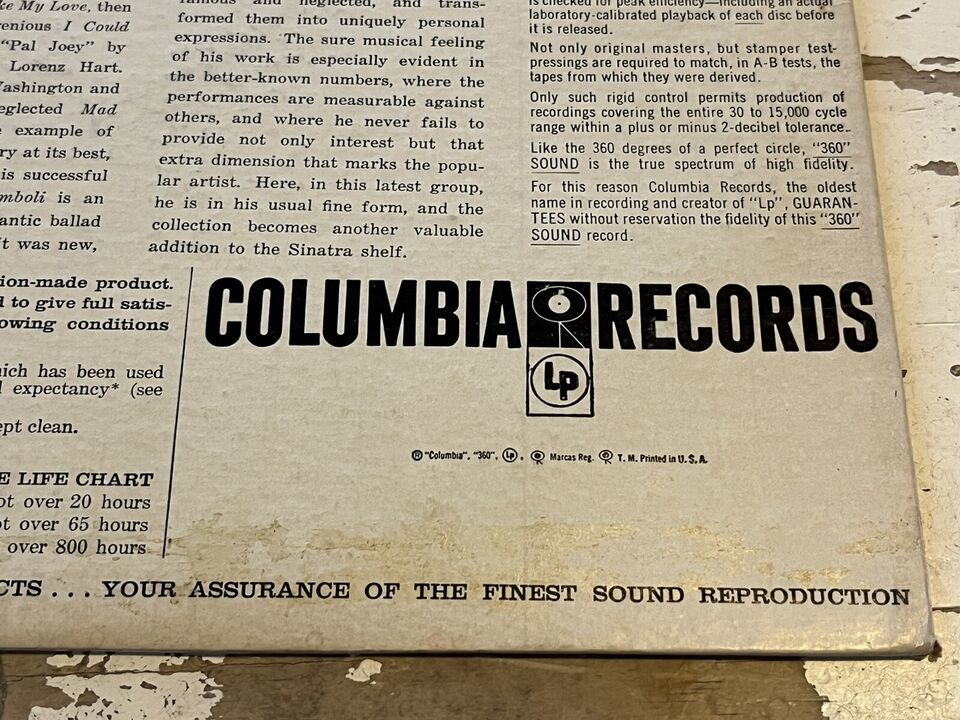 ke My Love, then
enious I Could
"Pal Joey" by
Lorenz Hart.
Washington and
eglected Mad
example of
ry at its best,
is successful
mboli is an
antic ballad
it was new,
famous and neglected, and trans-
formed them into uniquely personal
expressions. The sure musical feeling
of his work is especially evident in
the better-known numbers, where the
performances are measurable against
others, and where he never fails to
provide not only interest but that
extra dimension that marks the popu-
lar artist. Here, in this latest group,
he is in his usual fine form, and the
collection becomes another valuable
addition to the Sinatra shelf.
is checked for peak efficiency—including an actual
laboratory-calibrated playback of each disc before
it is released.
Not only original masters, but stamper test-
pressings are required to match, in A-B tests, the
tapes from which they were derived.
Only such rigid control permits production of
recordings covering the entire 30 to 15,000 cycle
range within a plus or minus 2-decibel tolerance.
Like the 360 degrees of a perfect circle, "360"
SOUND is the true spectrum of high fidelity.
For this reason Columbia Records, the oldest
name in recording and creator of "Lp", GUARAN-
TEES without reservation the fidelity of this "360"
SOUND record.
ion-made product.
d to give full satis-
owing conditions
ich has been used
l expectancy* (see
ept clean.
E LIFE CHART
ot over 20 hours
ot over 65 hours
over 800 hours
COLUMBIA RECORDS
Lp
® "Columbia", "360", Lp, Marcas Reg. T. M. Printed in U. S. A.
CTS . . . YOUR ASSURANCE OF THE FINEST SOUND REPRODUCTION